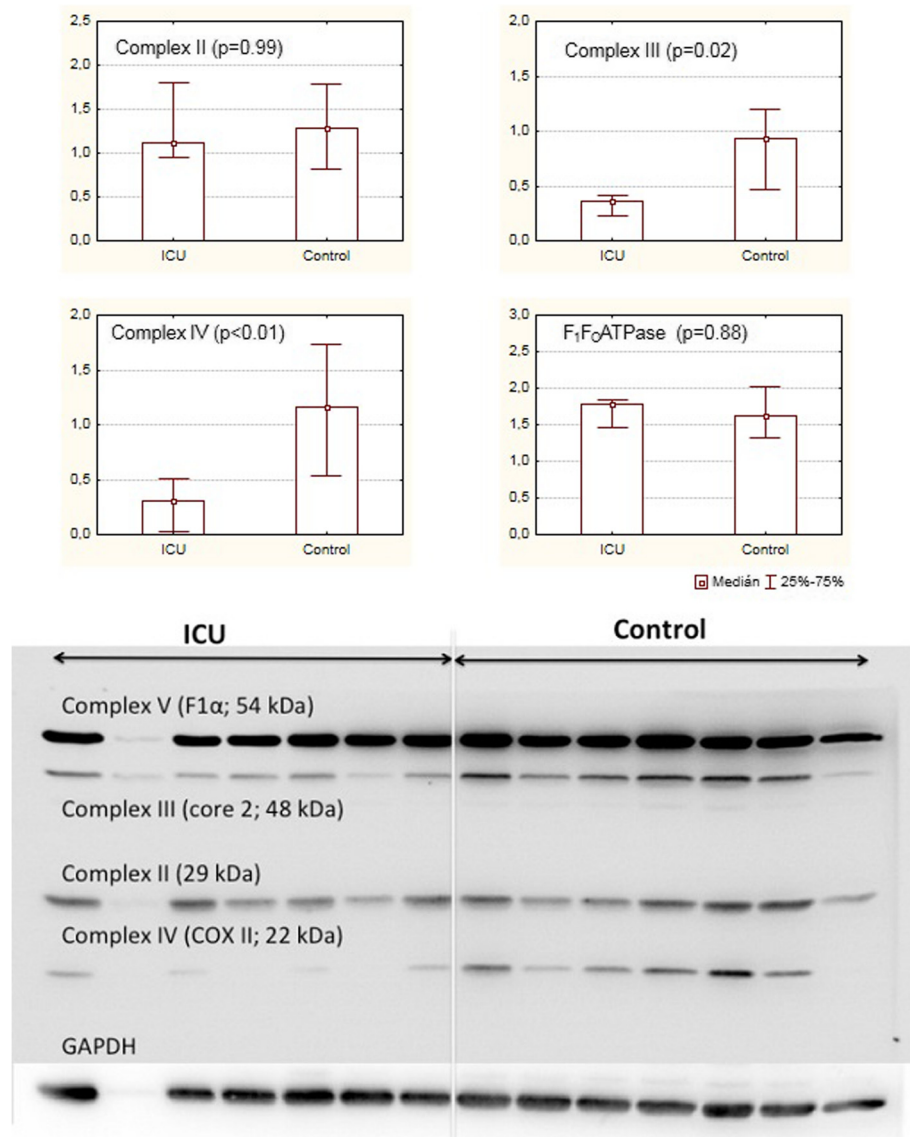 Complex II (p=0.99)
2,5
2,0
1,5
1,0
0,5
0,0
ICU Control
Complex III (p=0.02)
2,0
1,5
1,0
0,5
0,0
ICU Control
Complex IV (p<0.01)
2,0
1,5
1,0
0,5
0,0
ICU Control
F₁F₀ATPase (p=0.88)
3,0
2,5
2,0
1,5
1,0
0,5
0,0
ICU Control
Medián 25%-75%
ICU Control
Complex V (F1α; 54 kDa)
Complex III (core 2; 48 kDa)
Complex II (29 kDa)
Complex IV (COX II; 22 kDa)
GAPDH